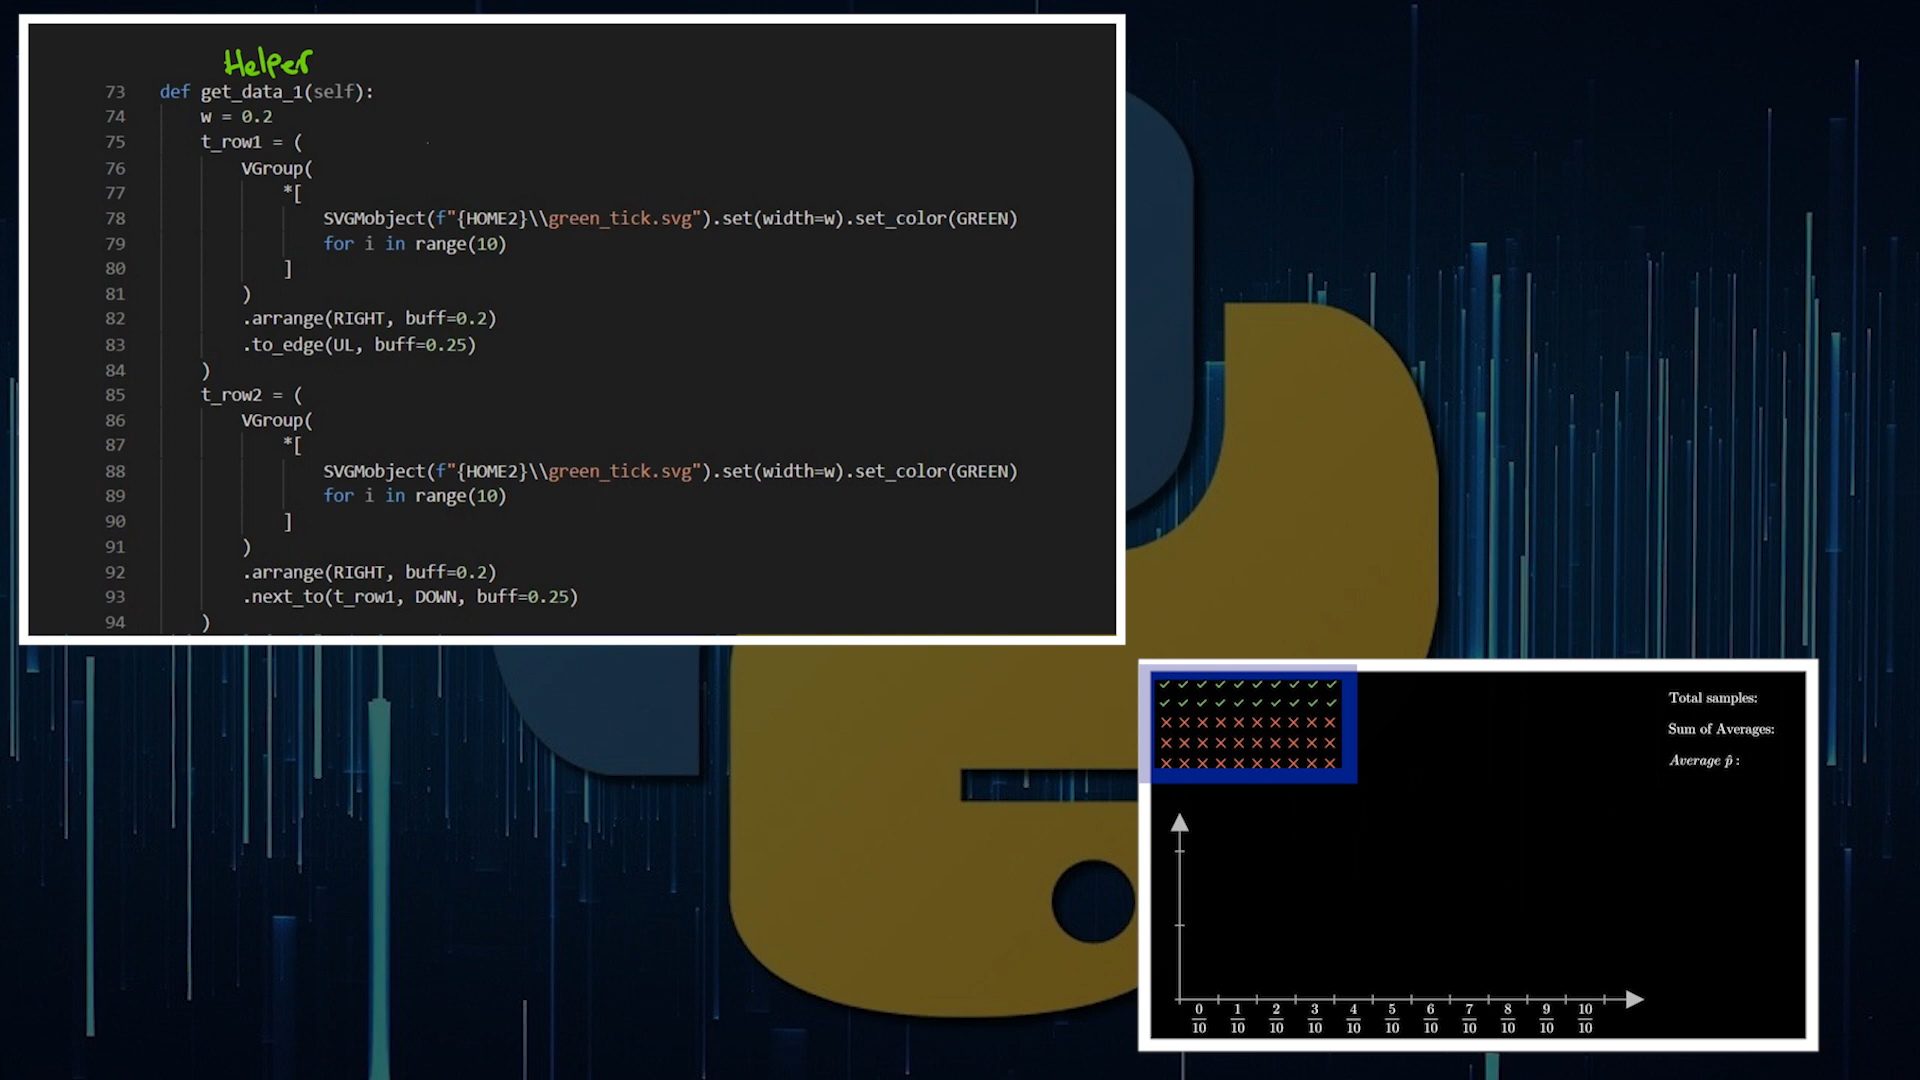 Helper
73 def get_data_1(self):
74 w = 0.2
75 t_row1 = (
76 VGroup(
77 *[
78 SVGMobject(f"{HOME2}\\green_tick.svg").set(width=w).set_color(GREEN)
79 for i in range(10)
80 ]
81 )
82 .arrange(RIGHT, buff=0.2)
83 .to_edge(UL, buff=0.25)
84 )
85 t_row2 = (
86 VGroup(
87 *[
88 SVGMobject(f"{HOME2}\\green_tick.svg").set(width=w).set_color(GREEN)
89 for i in range(10)
90 ]
91 )
92 .arrange(RIGHT, buff=0.2)
93 .next_to(t_row1, DOWN, buff=0.25)
94 )
Total samples:
Sum of Averages:
Average p̂ :
0/10 1/10 2/10 3/10 4/10 5/10 6/10 7/10 8/10 9/10 10/10